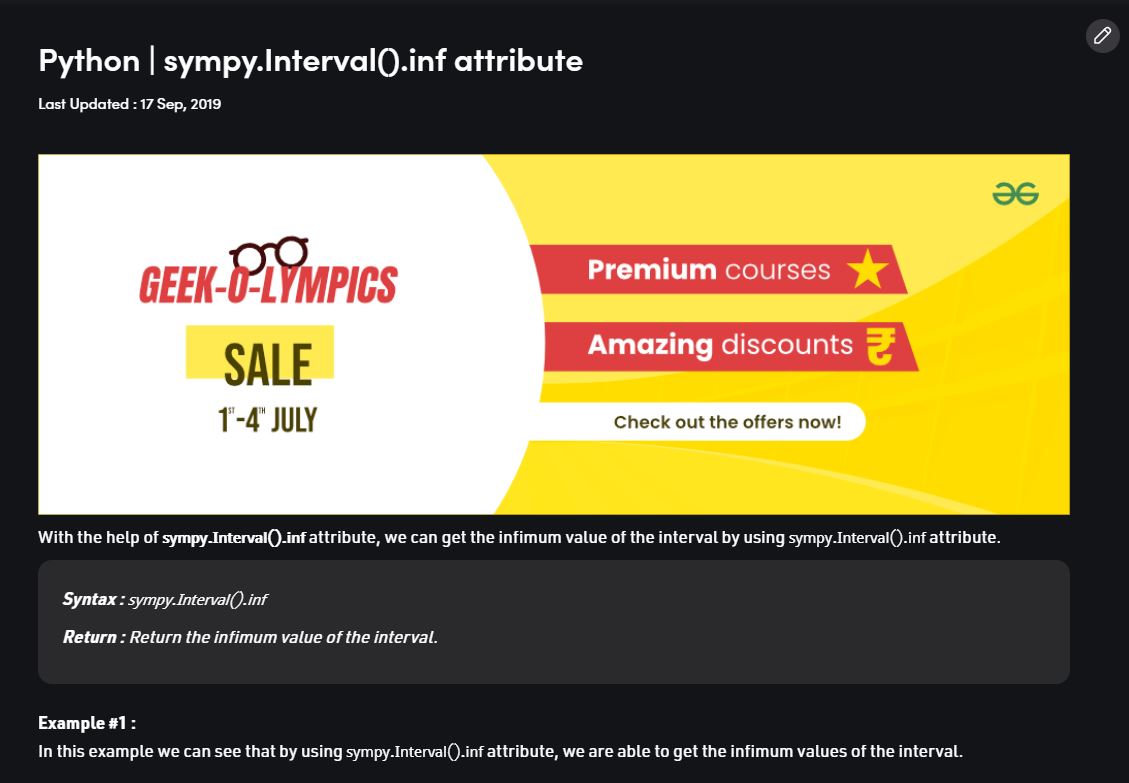 Python | sympy.Interval().inf attribute
Last Updated : 17 Sep, 2019
GEEK-O-LYMPICS
SALE
1ST-4TH JULY
Premium courses
Amazing discounts ₹
Check out the offers now!
With the help of sympy.Interval().inf attribute, we can get the infimum value of the interval by using sympy.Interval().inf attribute.
Syntax : sympy.Interval().inf
Return : Return the infimum value of the interval.
Example #1 :
In this example we can see that by using sympy.Interval().inf attribute, we are able to get the infimum values of the interval.